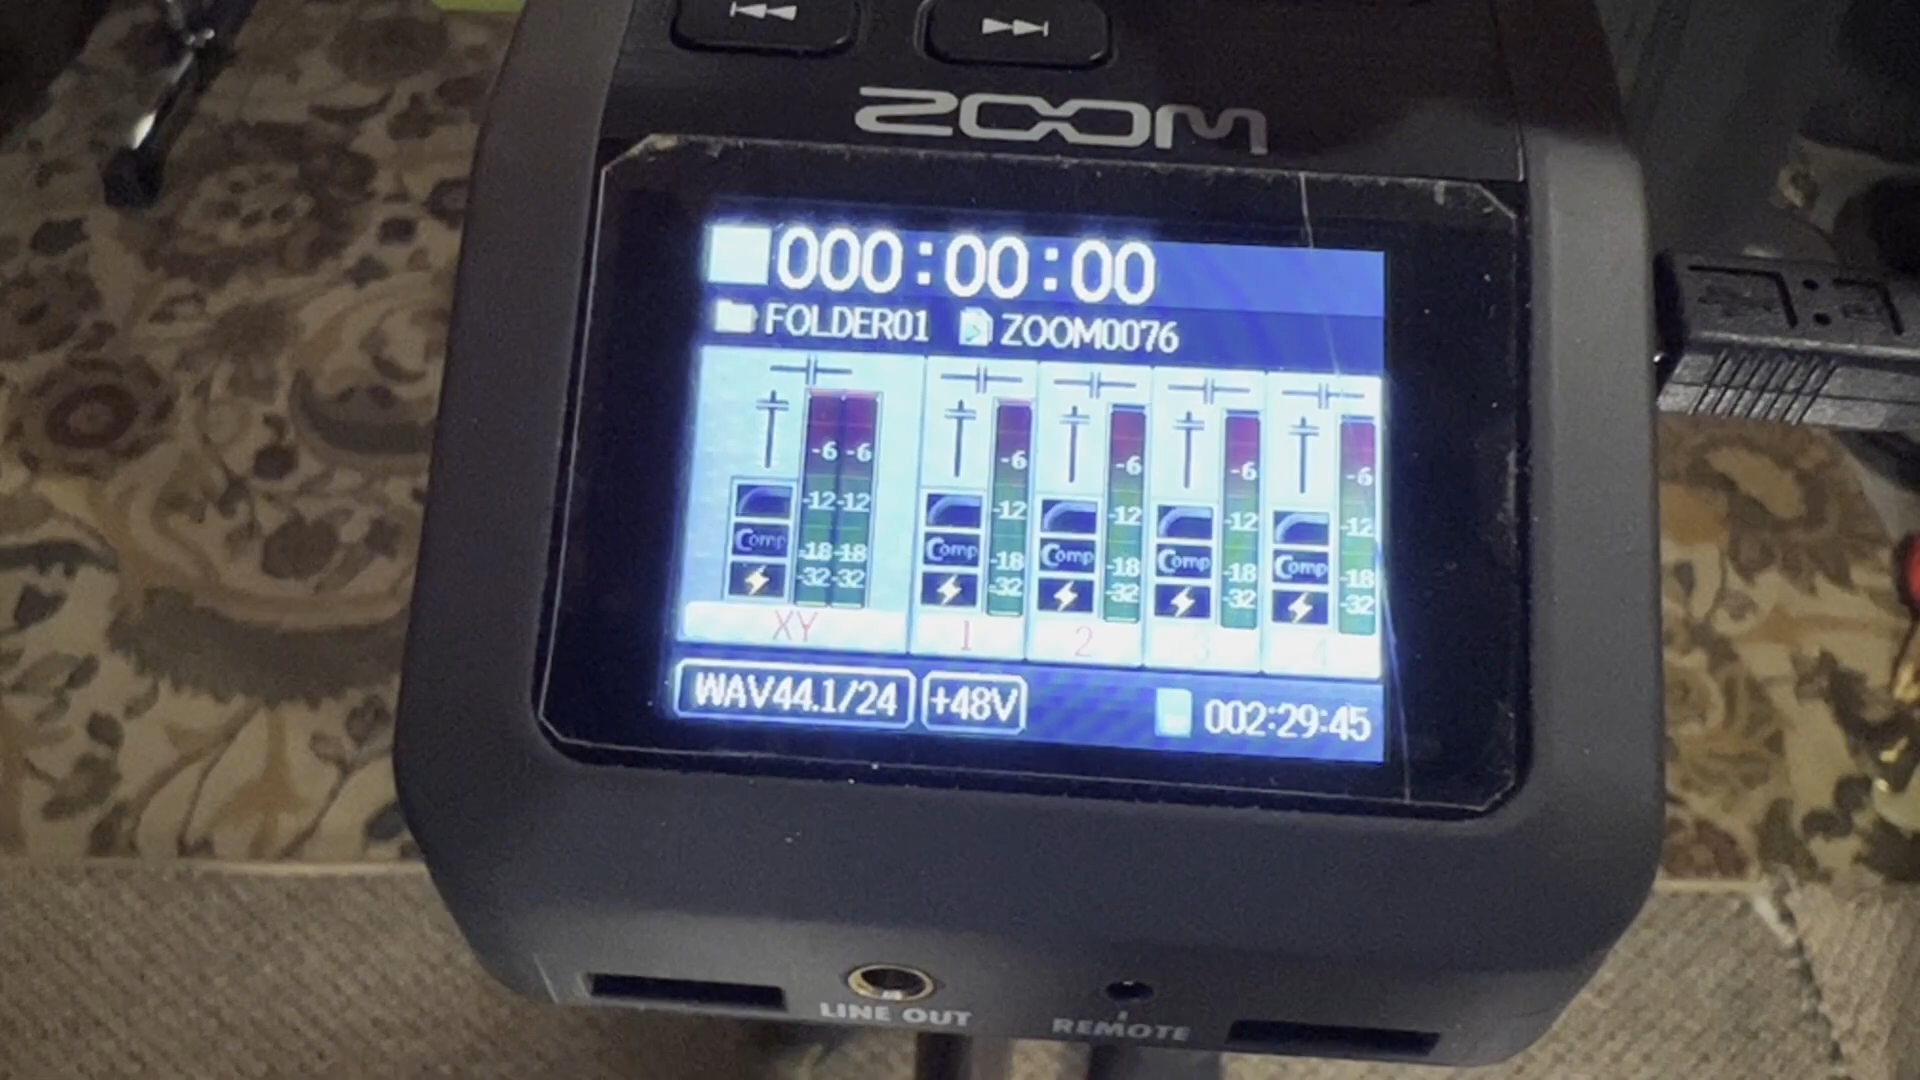 ZOOM
000:00:00
FOLDER01 ZOOM0076
-6 -6 -6 -6 -6 -6
-12 -12 -12 -12 -12 -12
Comp Comp Comp Comp Comp
-18 -18 -18 -18 -18 -18
-32 -32 -32 -32 -32 -32
XY 1 2 3 4
WAV44.1/24 +48V 002:29:45
LINE OUT REMOTE